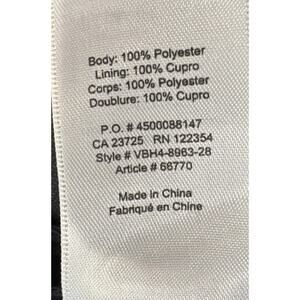 Body: 100% Polyester
Lining: 100% Cupro
Corps: 100% Polyester
Doublure: 100% Cupro
P.O. # 4500088147
CA 23725 RN 122354
Style # VBH4-8963-28
Article # 66770
Made in China
Fabriqué en Chine